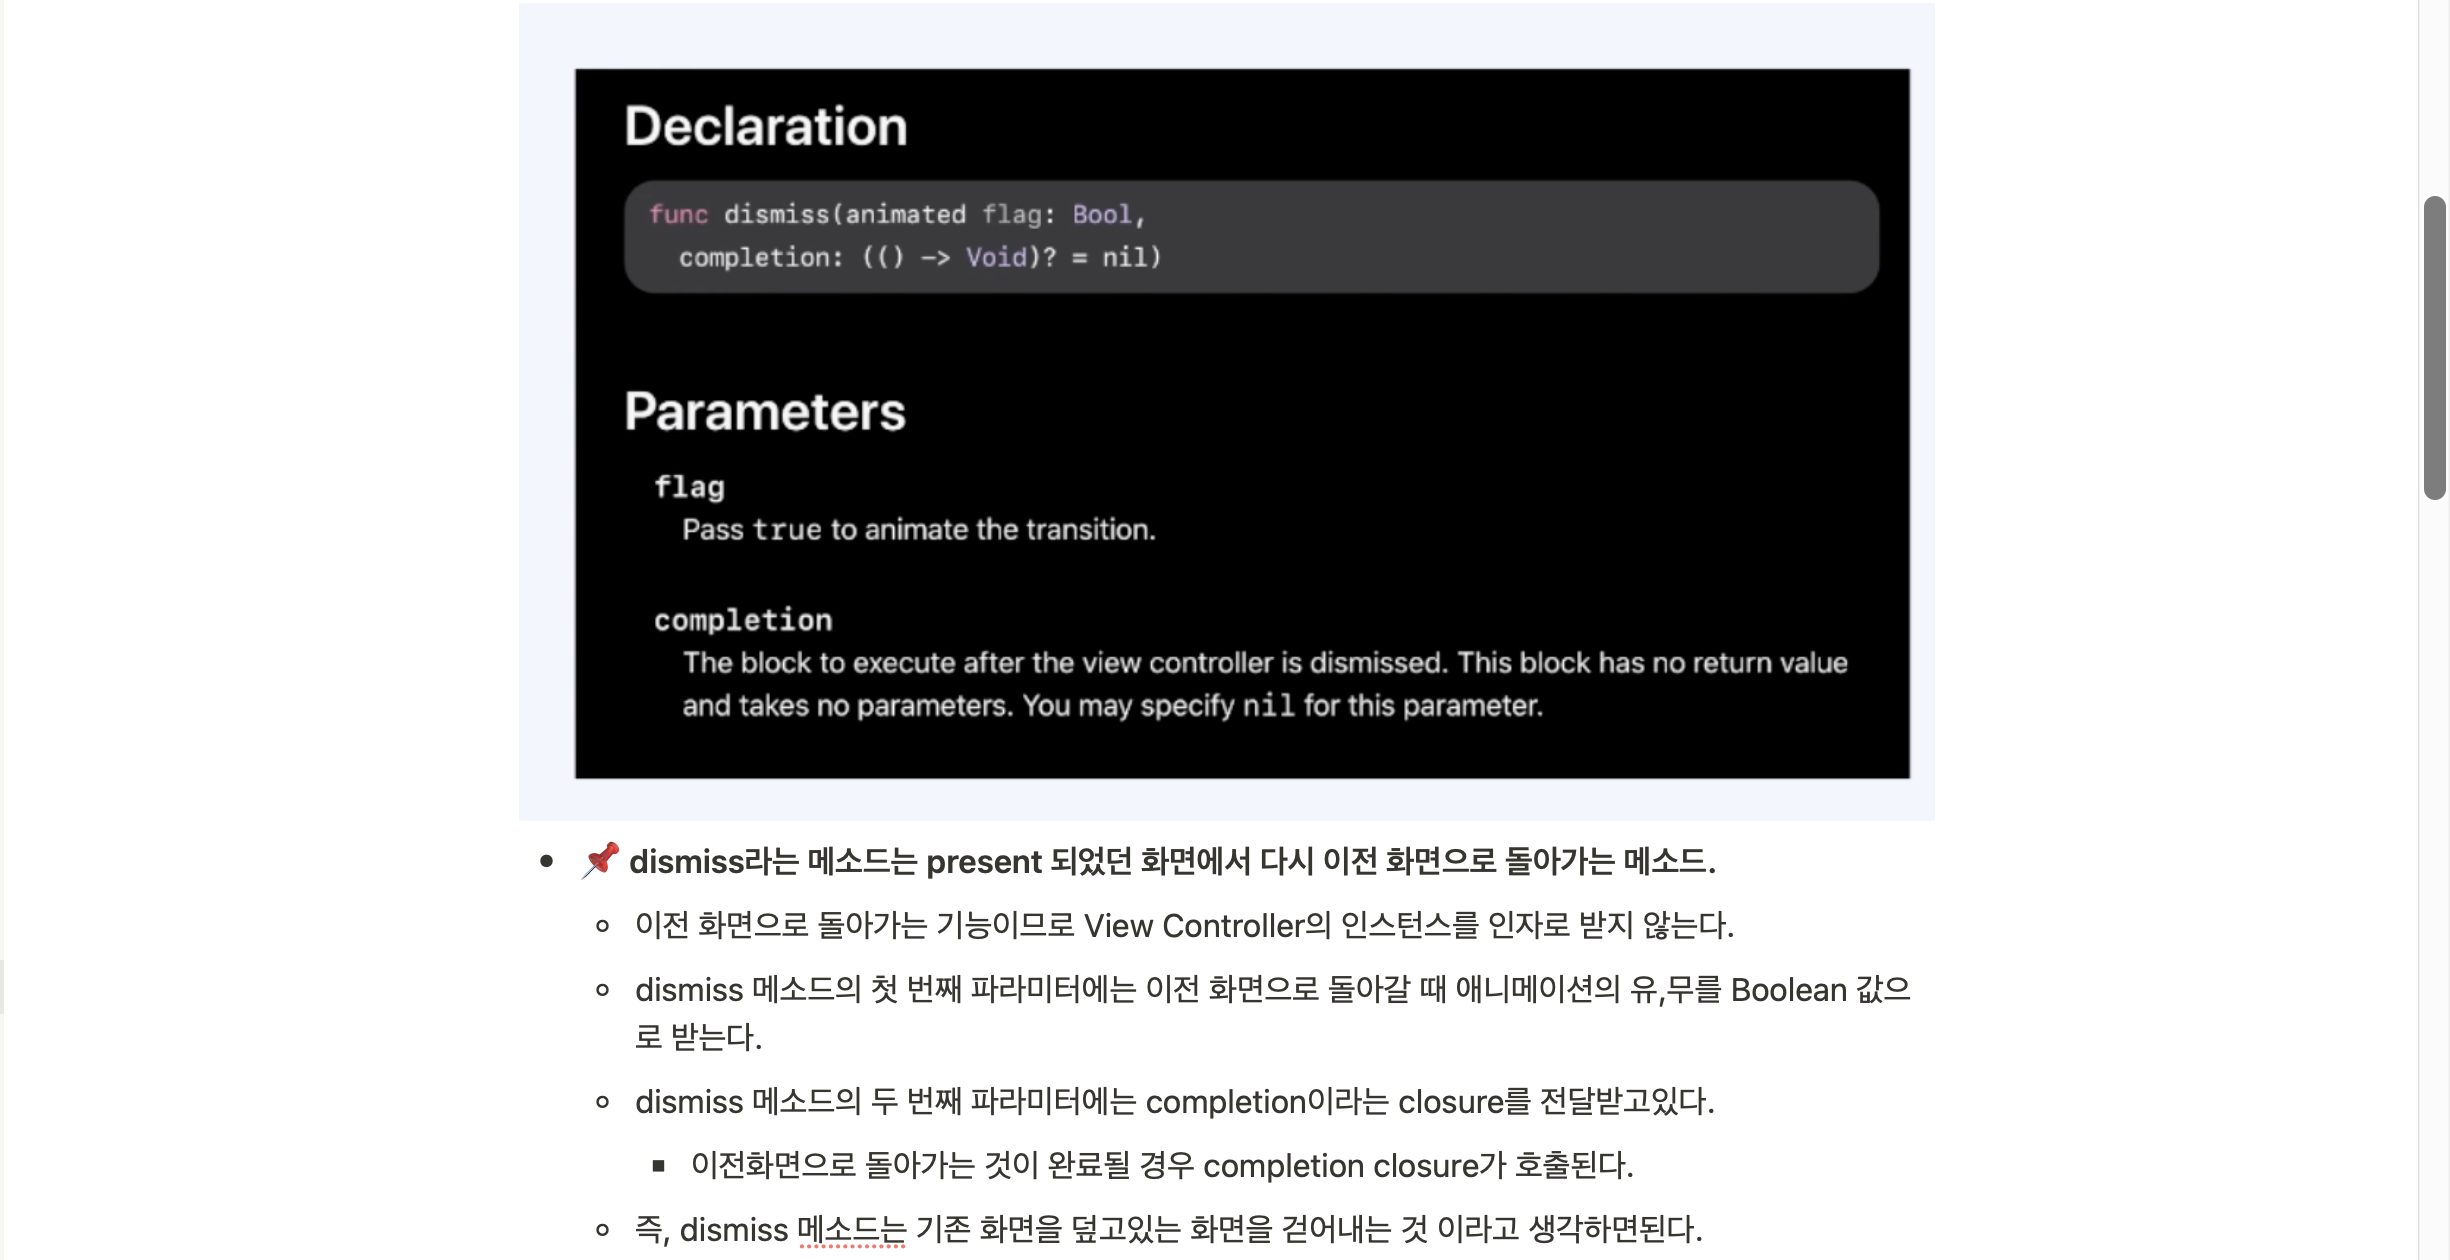 Declaration
func dismiss(animated flag: Bool,
completion: (() -> Void)? = nil)
Parameters
flag
Pass true to animate the transition.
completion
The block to execute after the view controller is dismissed. This block has no return value
and takes no parameters. You may specify nil for this parameter.
• 📌 dismiss라는 메소드는 present 되었던 화면에서 다시 이전 화면으로 돌아가는 메소드.
◦ 이전 화면으로 돌아가는 기능이므로 View Controller의 인스턴스를 인자로 받지 않는다.
◦ dismiss 메소드의 첫 번째 파라미터에는 이전 화면으로 돌아갈 때 애니메이션의 유,무를 Boolean 값으
로 받는다.
◦ dismiss 메소드의 두 번째 파라미터에는 completion이라는 closure를 전달받고있다.
▪ 이전화면으로 돌아가는 것이 완료될 경우 completion closure가 호출된다.
◦ 즉, dismiss 메소드는 기존 화면을 덮고있는 화면을 걷어내는 것 이라고 생각하면된다.